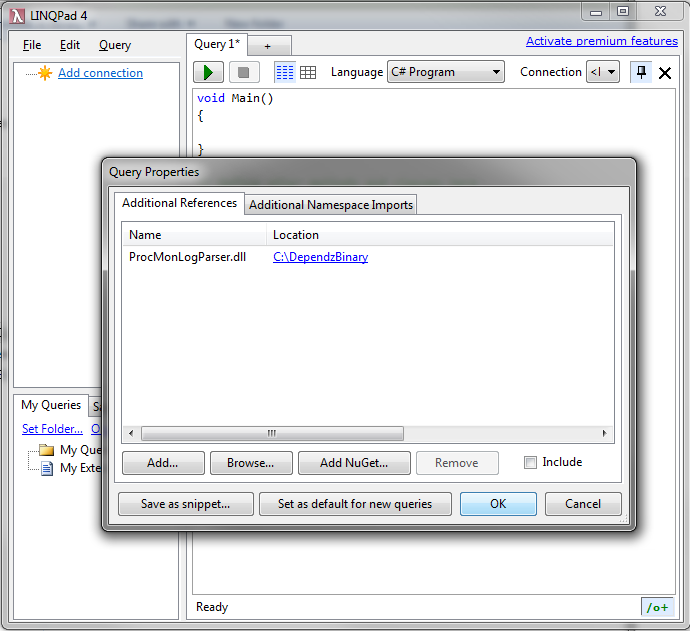 LINQPad 4
File Edit Query
Query 1* +
Activate premium features
Add connection
Language C# Program Connection <l
void Main()
{
}
Query Properties
Additional References Additional Namespace Imports
Name Location
ProcMonLogParser.dll C:\DependzBinary
My Queries
Set Folder...
My Que
My Exte
Add... Browse... Add NuGet... Remove Include
Save as snippet... Set as default for new queries OK Cancel
Ready /o+